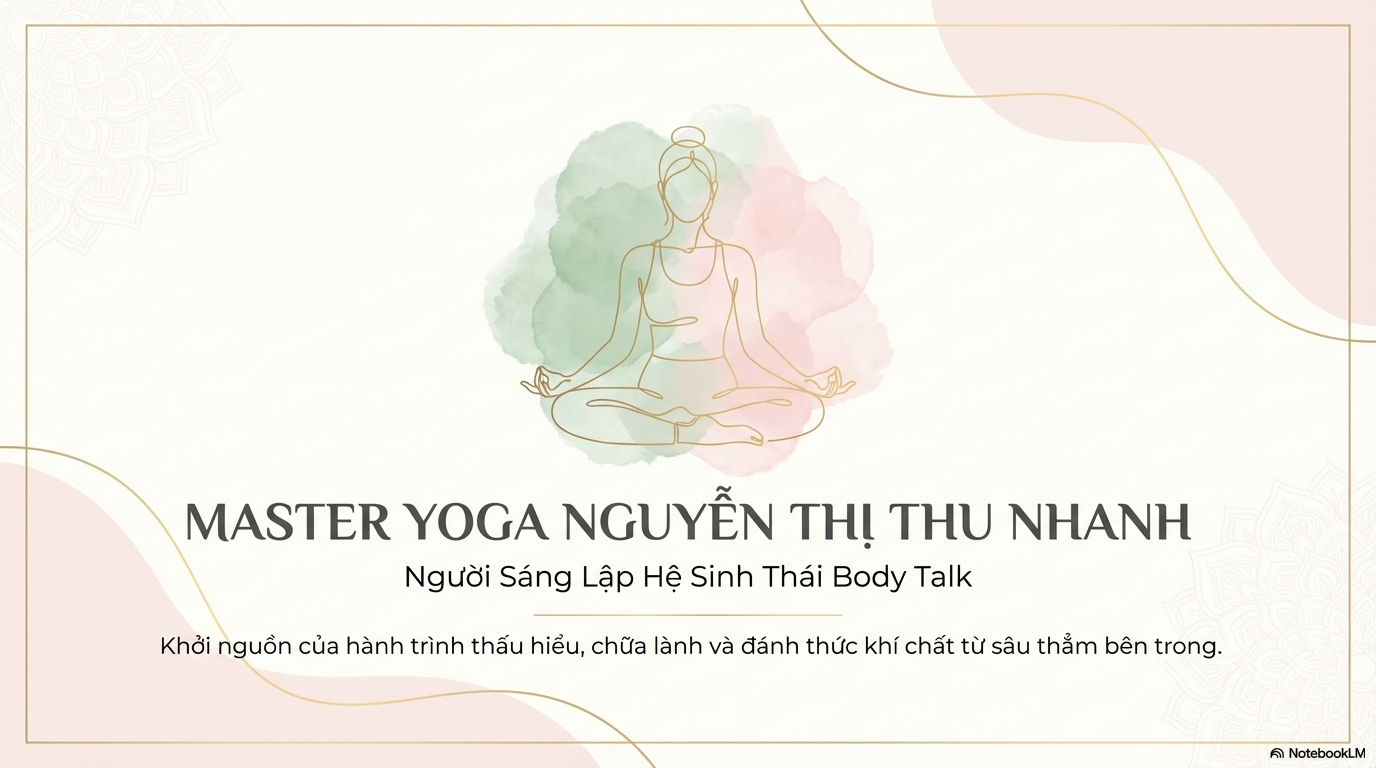 MASTER YOGA NGUYỄN THỊ THU NHANH
Người Sáng Lập Hệ Sinh Thái Body Talk
Khởi nguồn của hành trình thấu hiểu, chữa lành và đánh thức khí chất từ sâu thẳm bên trong.
NotebookLM